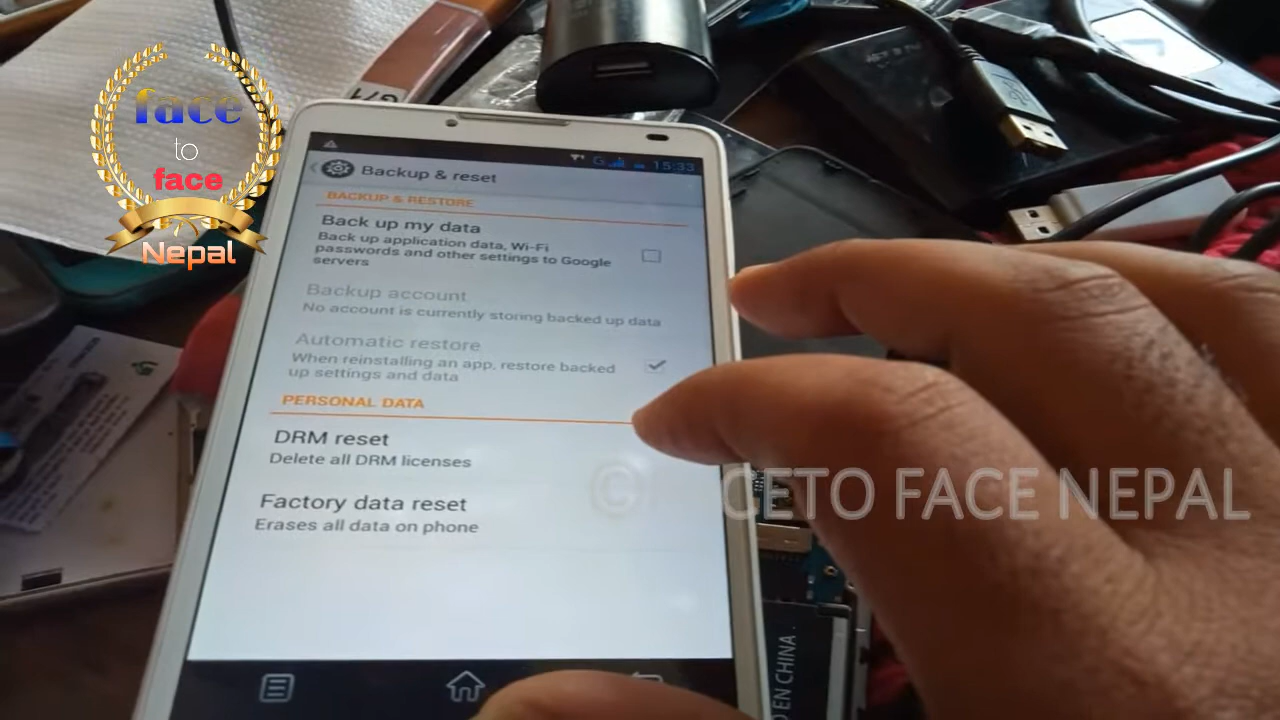 face
to
face
Nepal
G 15:33
Backup & reset
BACKUP & RESTORE
Back up my data
Back up application data, Wi-Fi
passwords and other settings to Google
servers
Backup account
No account is currently storing backed up data
Automatic restore
When reinstalling an app, restore backed
up settings and data
PERSONAL DATA
DRM reset
Delete all DRM licenses
Factory data reset
Erases all data on phone
CETO FACE NEPAL
EN CHINA.